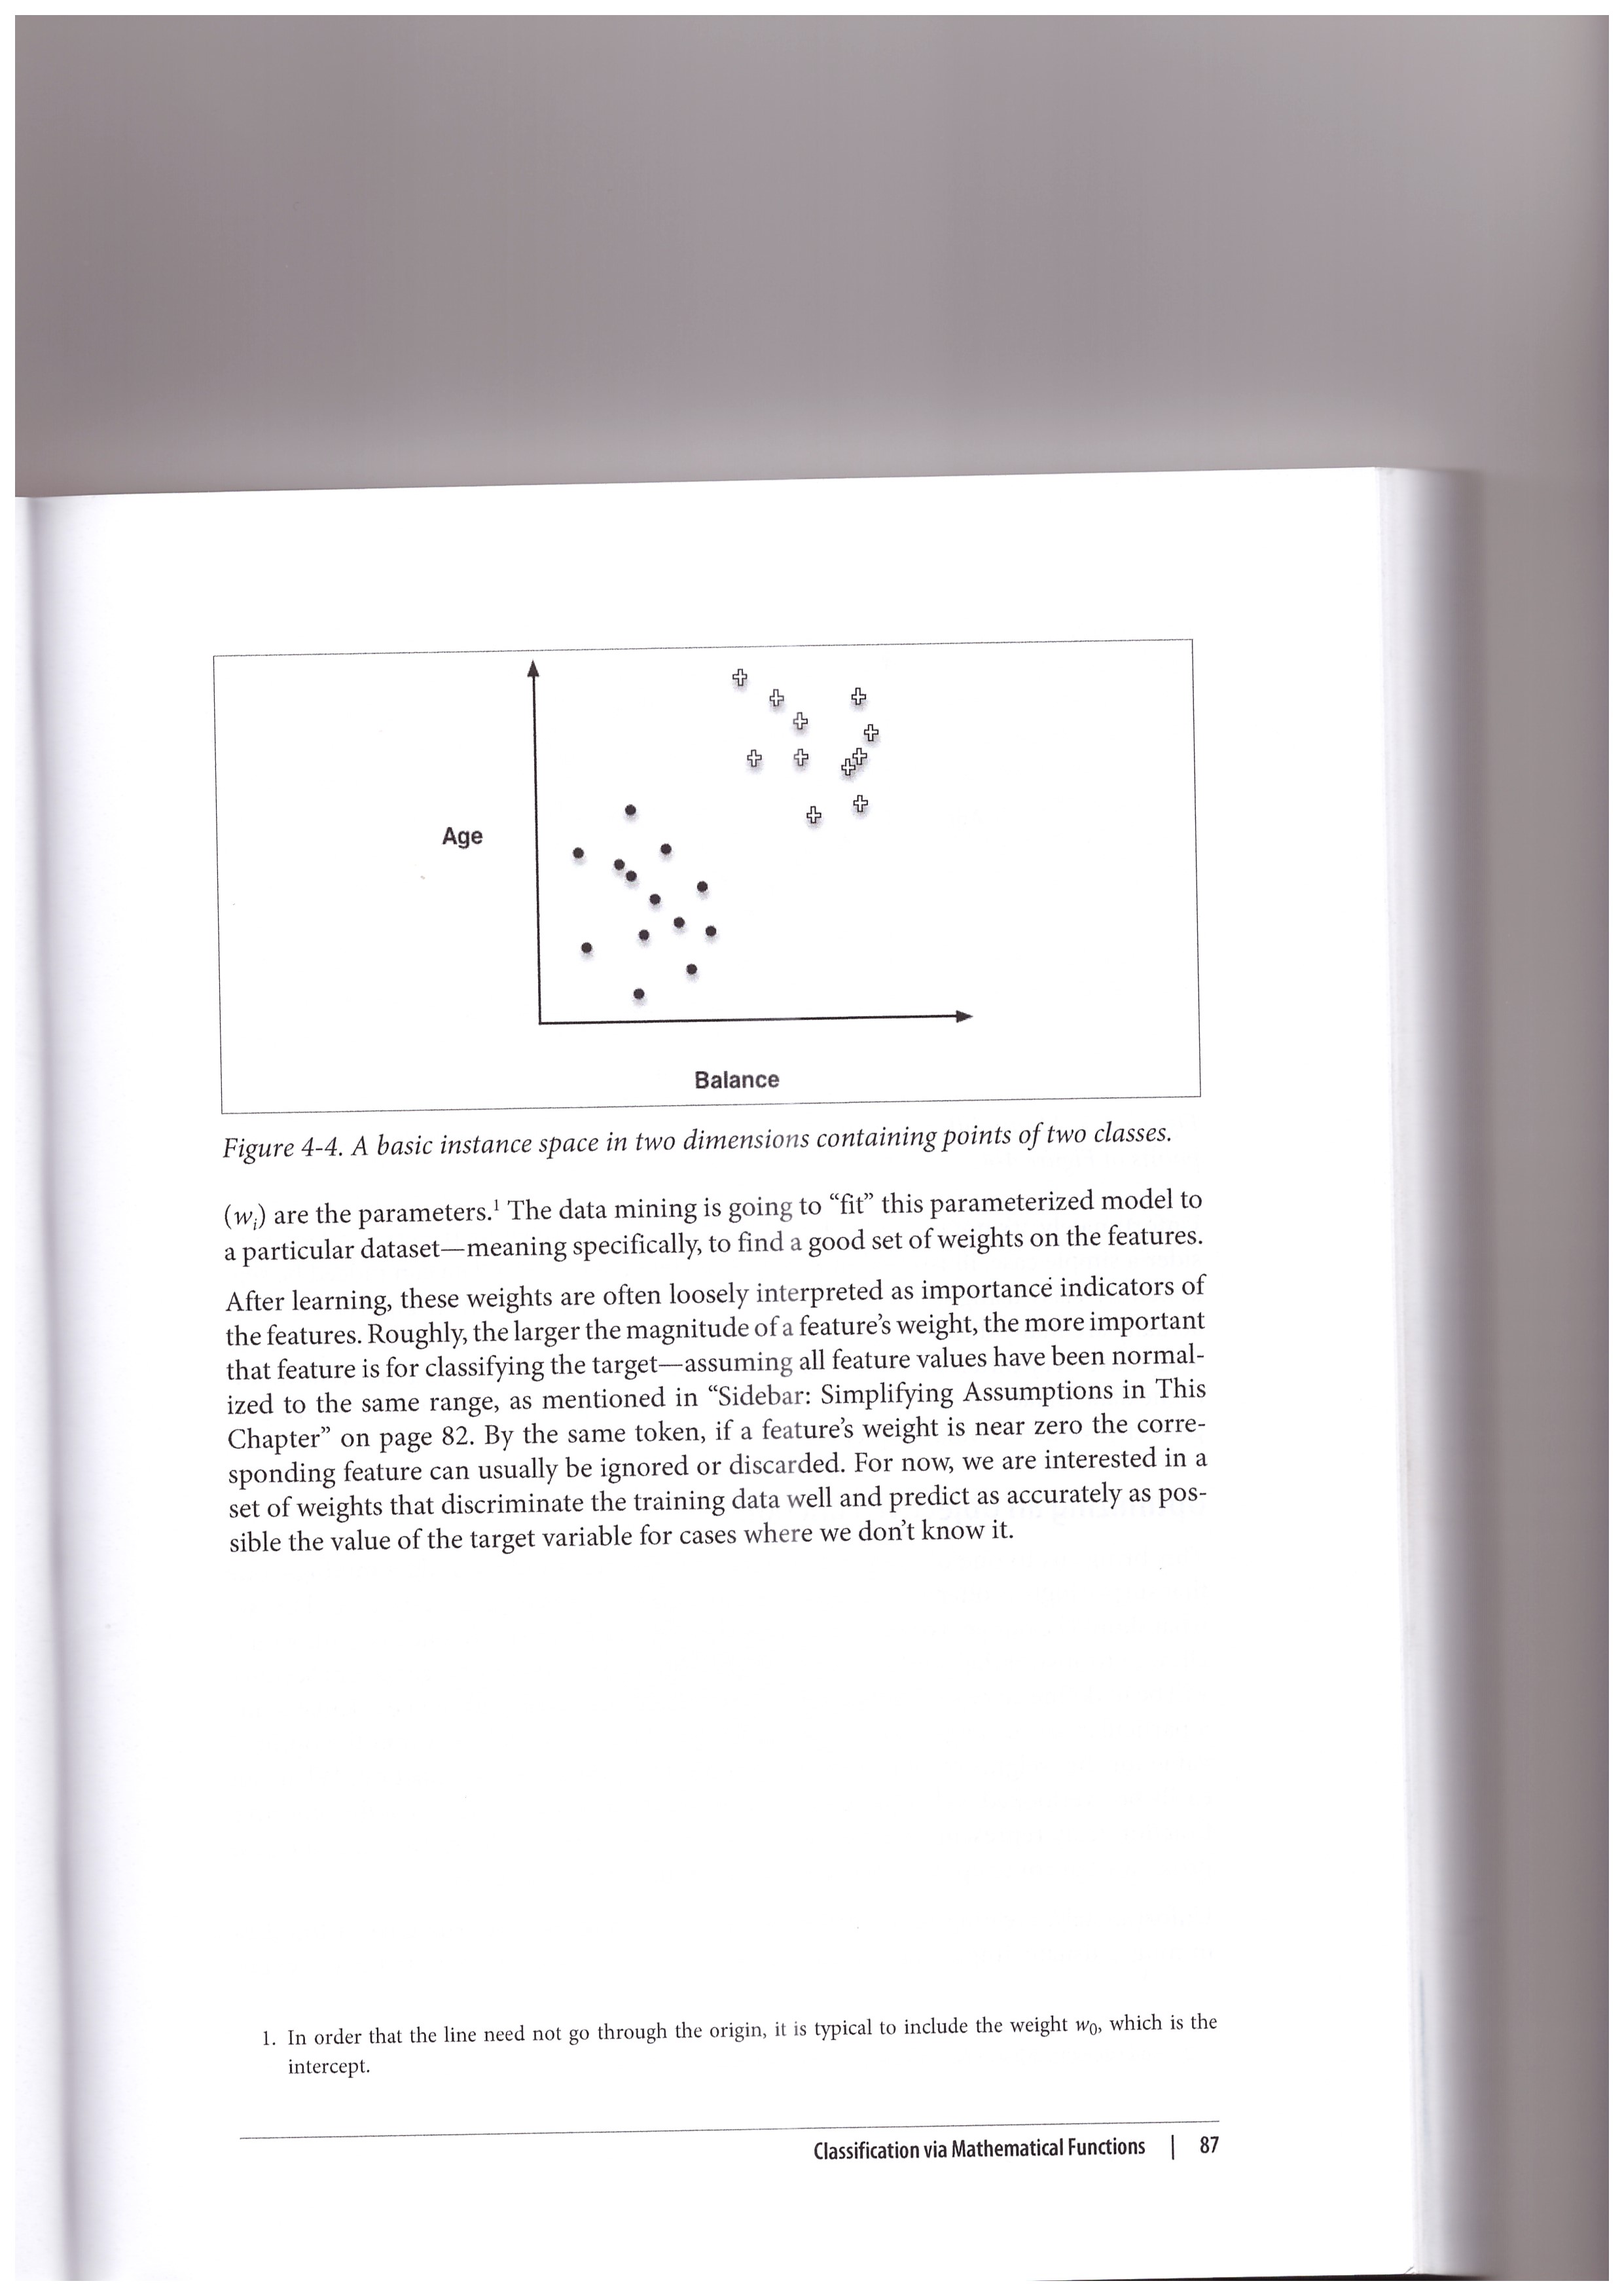 Age
Balance
Figure 4-4. A basic instance space in two dimensions containing points of two classes.
(wi) are the parameters.1 The data mining is going to “fit” this parameterized model to
a particular dataset—meaning specifically, to find a good set of weights on the features.
After learning, these weights are often loosely interpreted as importance indicators of
the features. Roughly, the larger the magnitude of a feature’s weight, the more important
that feature is for classifying the target—assuming all feature values have been normal-
ized to the same range, as mentioned in “Sidebar: Simplifying Assumptions in This
Chapter” on page 82. By the same token, if a feature’s weight is near zero the corre-
sponding feature can usually be ignored or discarded. For now, we are interested in a
set of weights that discriminate the training data well and predict as accurately as pos-
sible the value of the target variable for cases where we don’t know it.
1. In order that the line need not go through the origin, it is typical to include the weight w0, which is the
intercept.
Classification via Mathematical Functions | 87